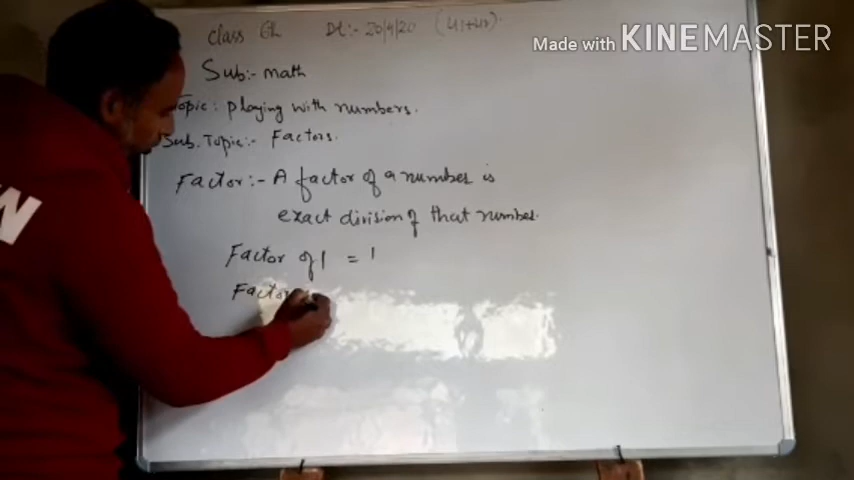 Class 6th Dt:- 20/4/20
Made with KINEMASTER
Sub:- math
Topic: playing with numbers.
Sub. Topic:- Factors.
Factor:- A factor of a number is
exact division of that number.
Factor of 1 = 1
Factor